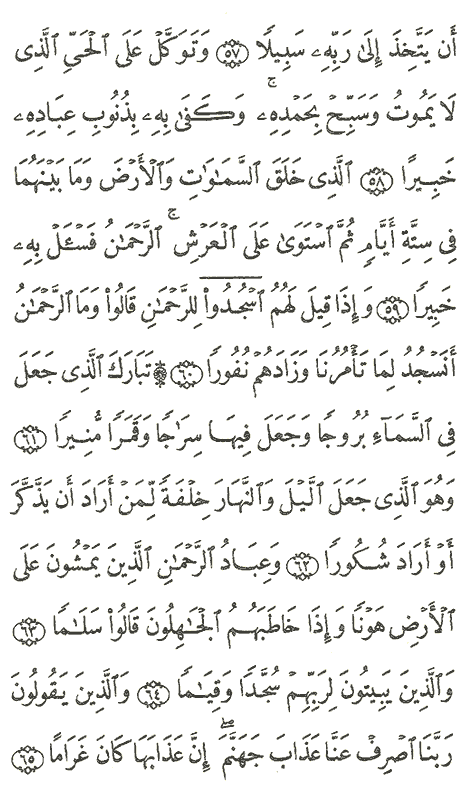 أَن يَتَّخِذَ إِلَىٰ رَبِّهِۦ سَبِيلًا ۝٥٧ وَتَوَكَّلْ عَلَى ٱلْحَىِّ ٱلَّذِى
لَا يَمُوتُ وَسَبِّحْ بِحَمْدِهِۦ ۚ وَكَفَىٰ بِهِۦ بِذُنُوبِ عِبَادِهِۦ
خَبِيرًا ۝٥٨ ٱلَّذِى خَلَقَ ٱلسَّمَـٰوَٰتِ وَٱلْأَرْضَ وَمَا بَيْنَهُمَا
فِى سِتَّةِ أَيَّامٍ ثُمَّ ٱسْتَوَىٰ عَلَى ٱلْعَرْشِ ۚ ٱلرَّحْمَـٰنُ فَسْـَٔلْ بِهِۦ
خَبِيرًا ۝٥٩ وَإِذَا قِيلَ لَهُمُ ٱسْجُدُوا۟ لِلرَّحْمَـٰنِ قَالُوا۟ وَمَا ٱلرَّحْمَـٰنُ
أَنَسْجُدُ لِمَا تَأْمُرُنَا وَزَادَهُمْ نُفُورًا ۝٦٠ ۩ تَبَارَكَ ٱلَّذِى جَعَلَ
فِى ٱلسَّمَآءِ بُرُوجًا وَجَعَلَ فِيهَا سِرَٰجًا وَقَمَرًا مُّنِيرًا ۝٦١
وَهُوَ ٱلَّذِى جَعَلَ ٱلَّيْلَ وَٱلنَّهَارَ خِلْفَةً لِّمَنْ أَرَادَ أَن يَذَّكَّرَ
أَوْ أَرَادَ شُكُورًا ۝٦٢ وَعِبَادُ ٱلرَّحْمَـٰنِ ٱلَّذِينَ يَمْشُونَ عَلَى
ٱلْأَرْضِ هَوْنًا وَإِذَا خَاطَبَهُمُ ٱلْجَـٰهِلُونَ قَالُوا۟ سَلَـٰمًا ۝٦٣
وَٱلَّذِينَ يَبِيتُونَ لِرَبِّهِمْ سُجَّدًا وَقِيَـٰمًا ۝٦٤ وَٱلَّذِينَ يَقُولُونَ
رَبَّنَا ٱصْرِفْ عَنَّا عَذَابَ جَهَنَّمَ ۖ إِنَّ عَذَابَهَا كَانَ غَرَامًا ۝٦٥